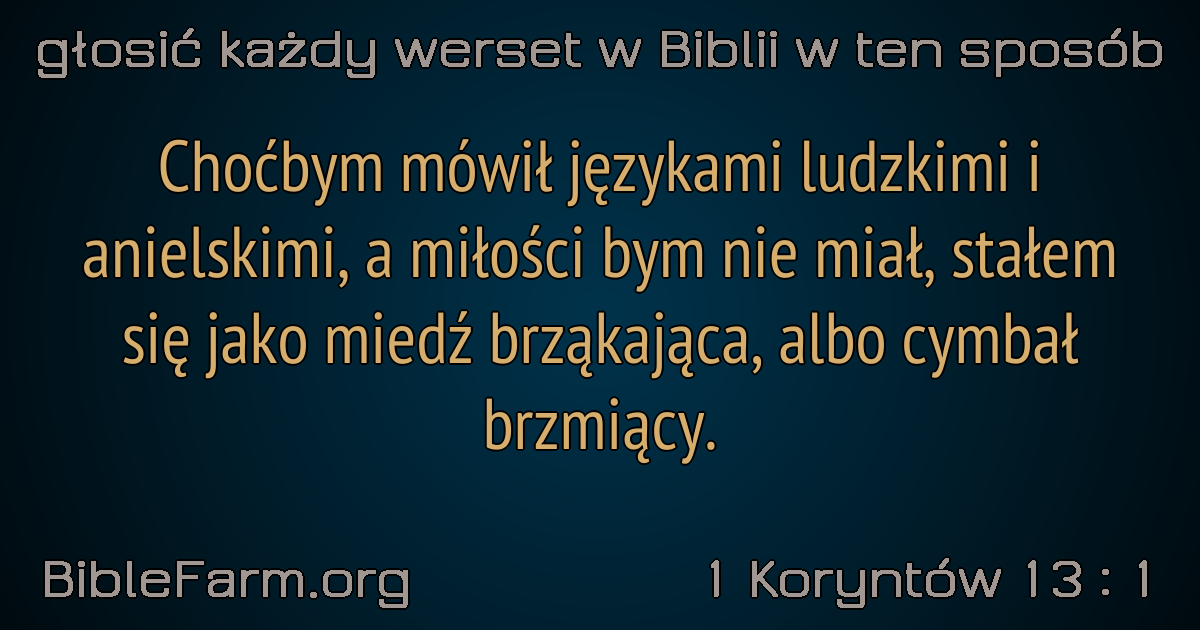 głosić każdy werset w Biblii w ten sposób
Choćbym mówił językami ludzkimi i
anielskimi, a miłości bym nie miał, stałem
się jako miedź brząkająca, albo cymbał
brzmiący.
BibleFarm.org
1 Koryntów 13 : 1